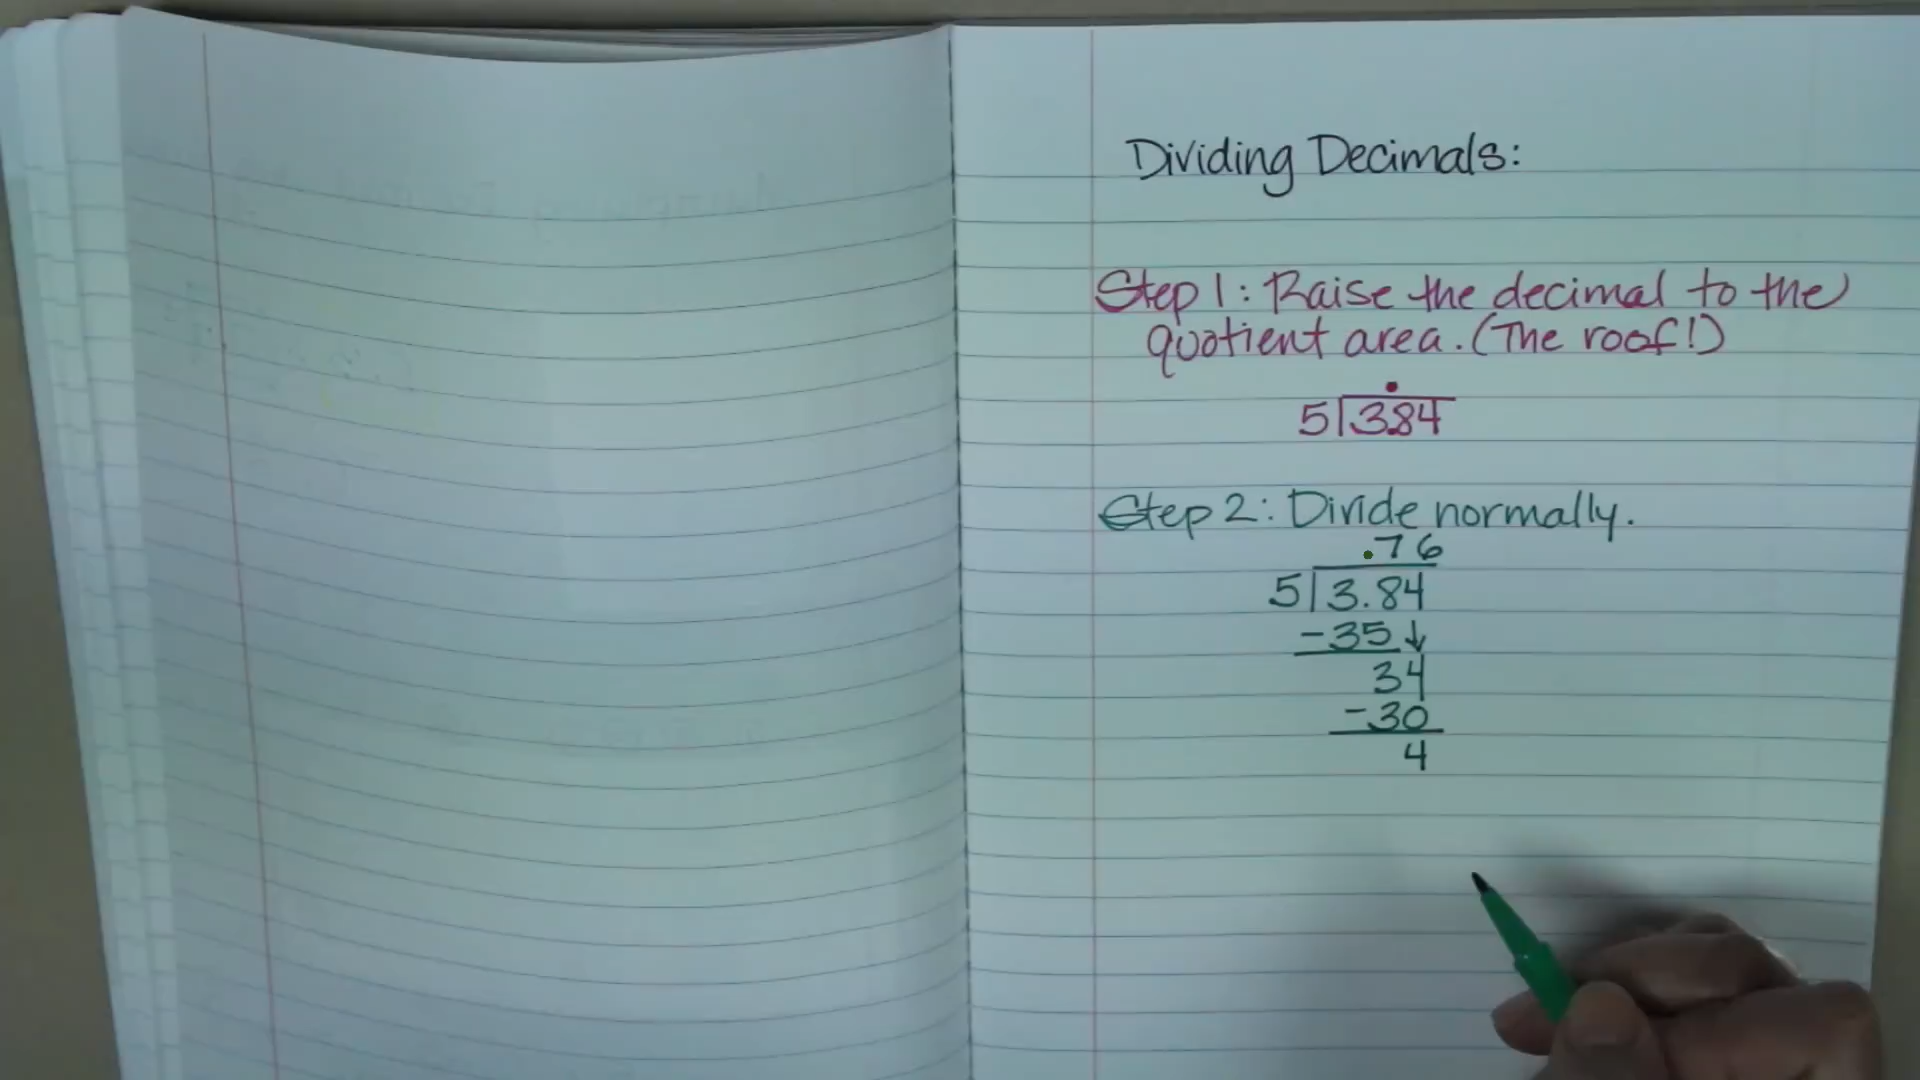 Dividing Decimals:
Step 1: Raise the decimal to the
quotient area. (The roof!)
.
5 3.84
Step 2: Divide normally.
.76
5 3.84
-35↓
34
-30
4